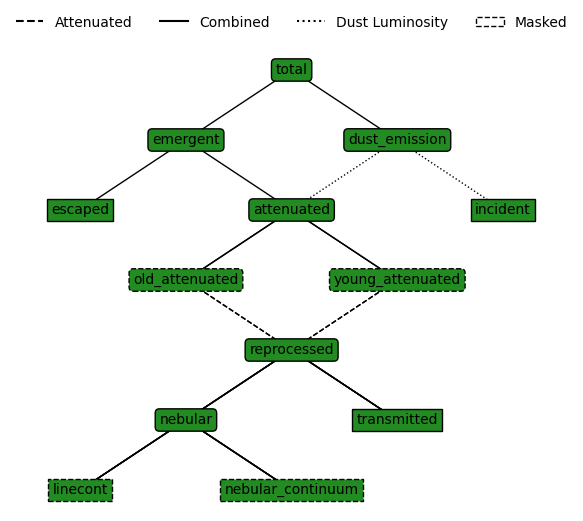 Attenuated Combined Dust Luminosity Masked
total
emergent dust_emission
escaped attenuated incident
old_attenuated young_attenuated
reprocessed
nebular transmitted
linecont nebular_continuum